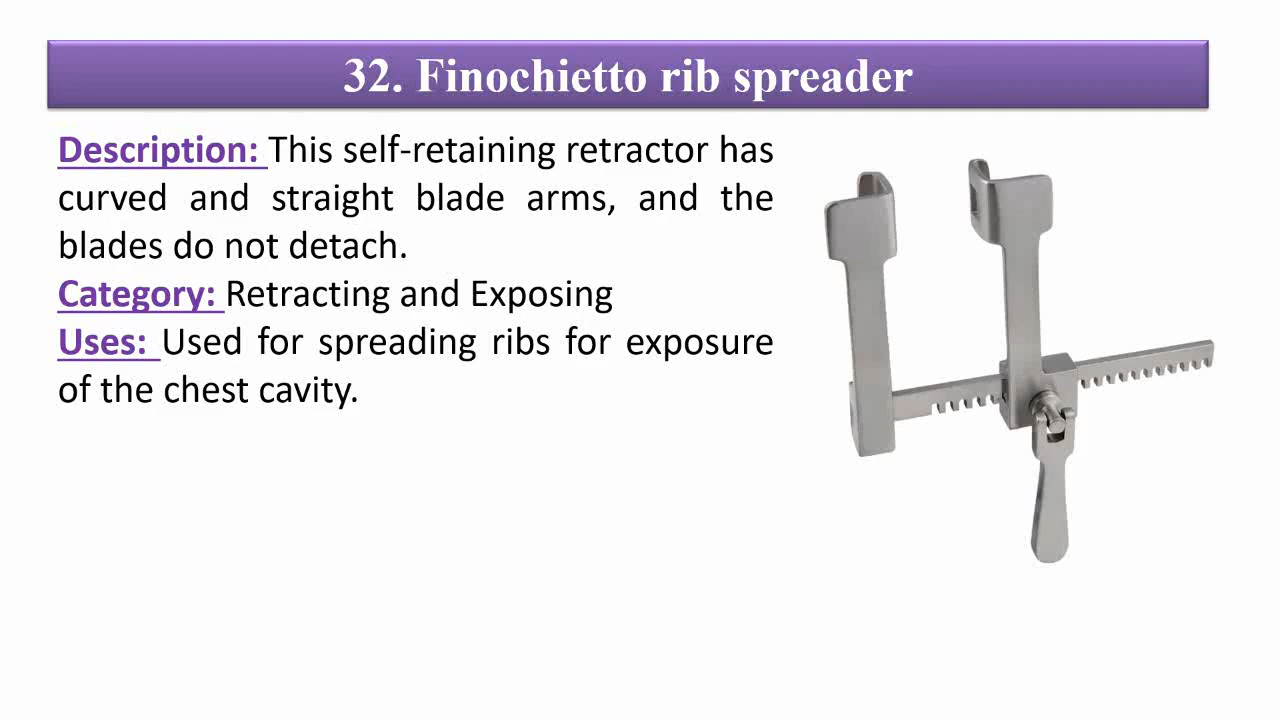 32. Finochietto rib spreader
Description: This self-retaining retractor has
curved and straight blade arms, and the
blades do not detach.
Category: Retracting and Exposing
Uses: Used for spreading ribs for exposure
of the chest cavity.